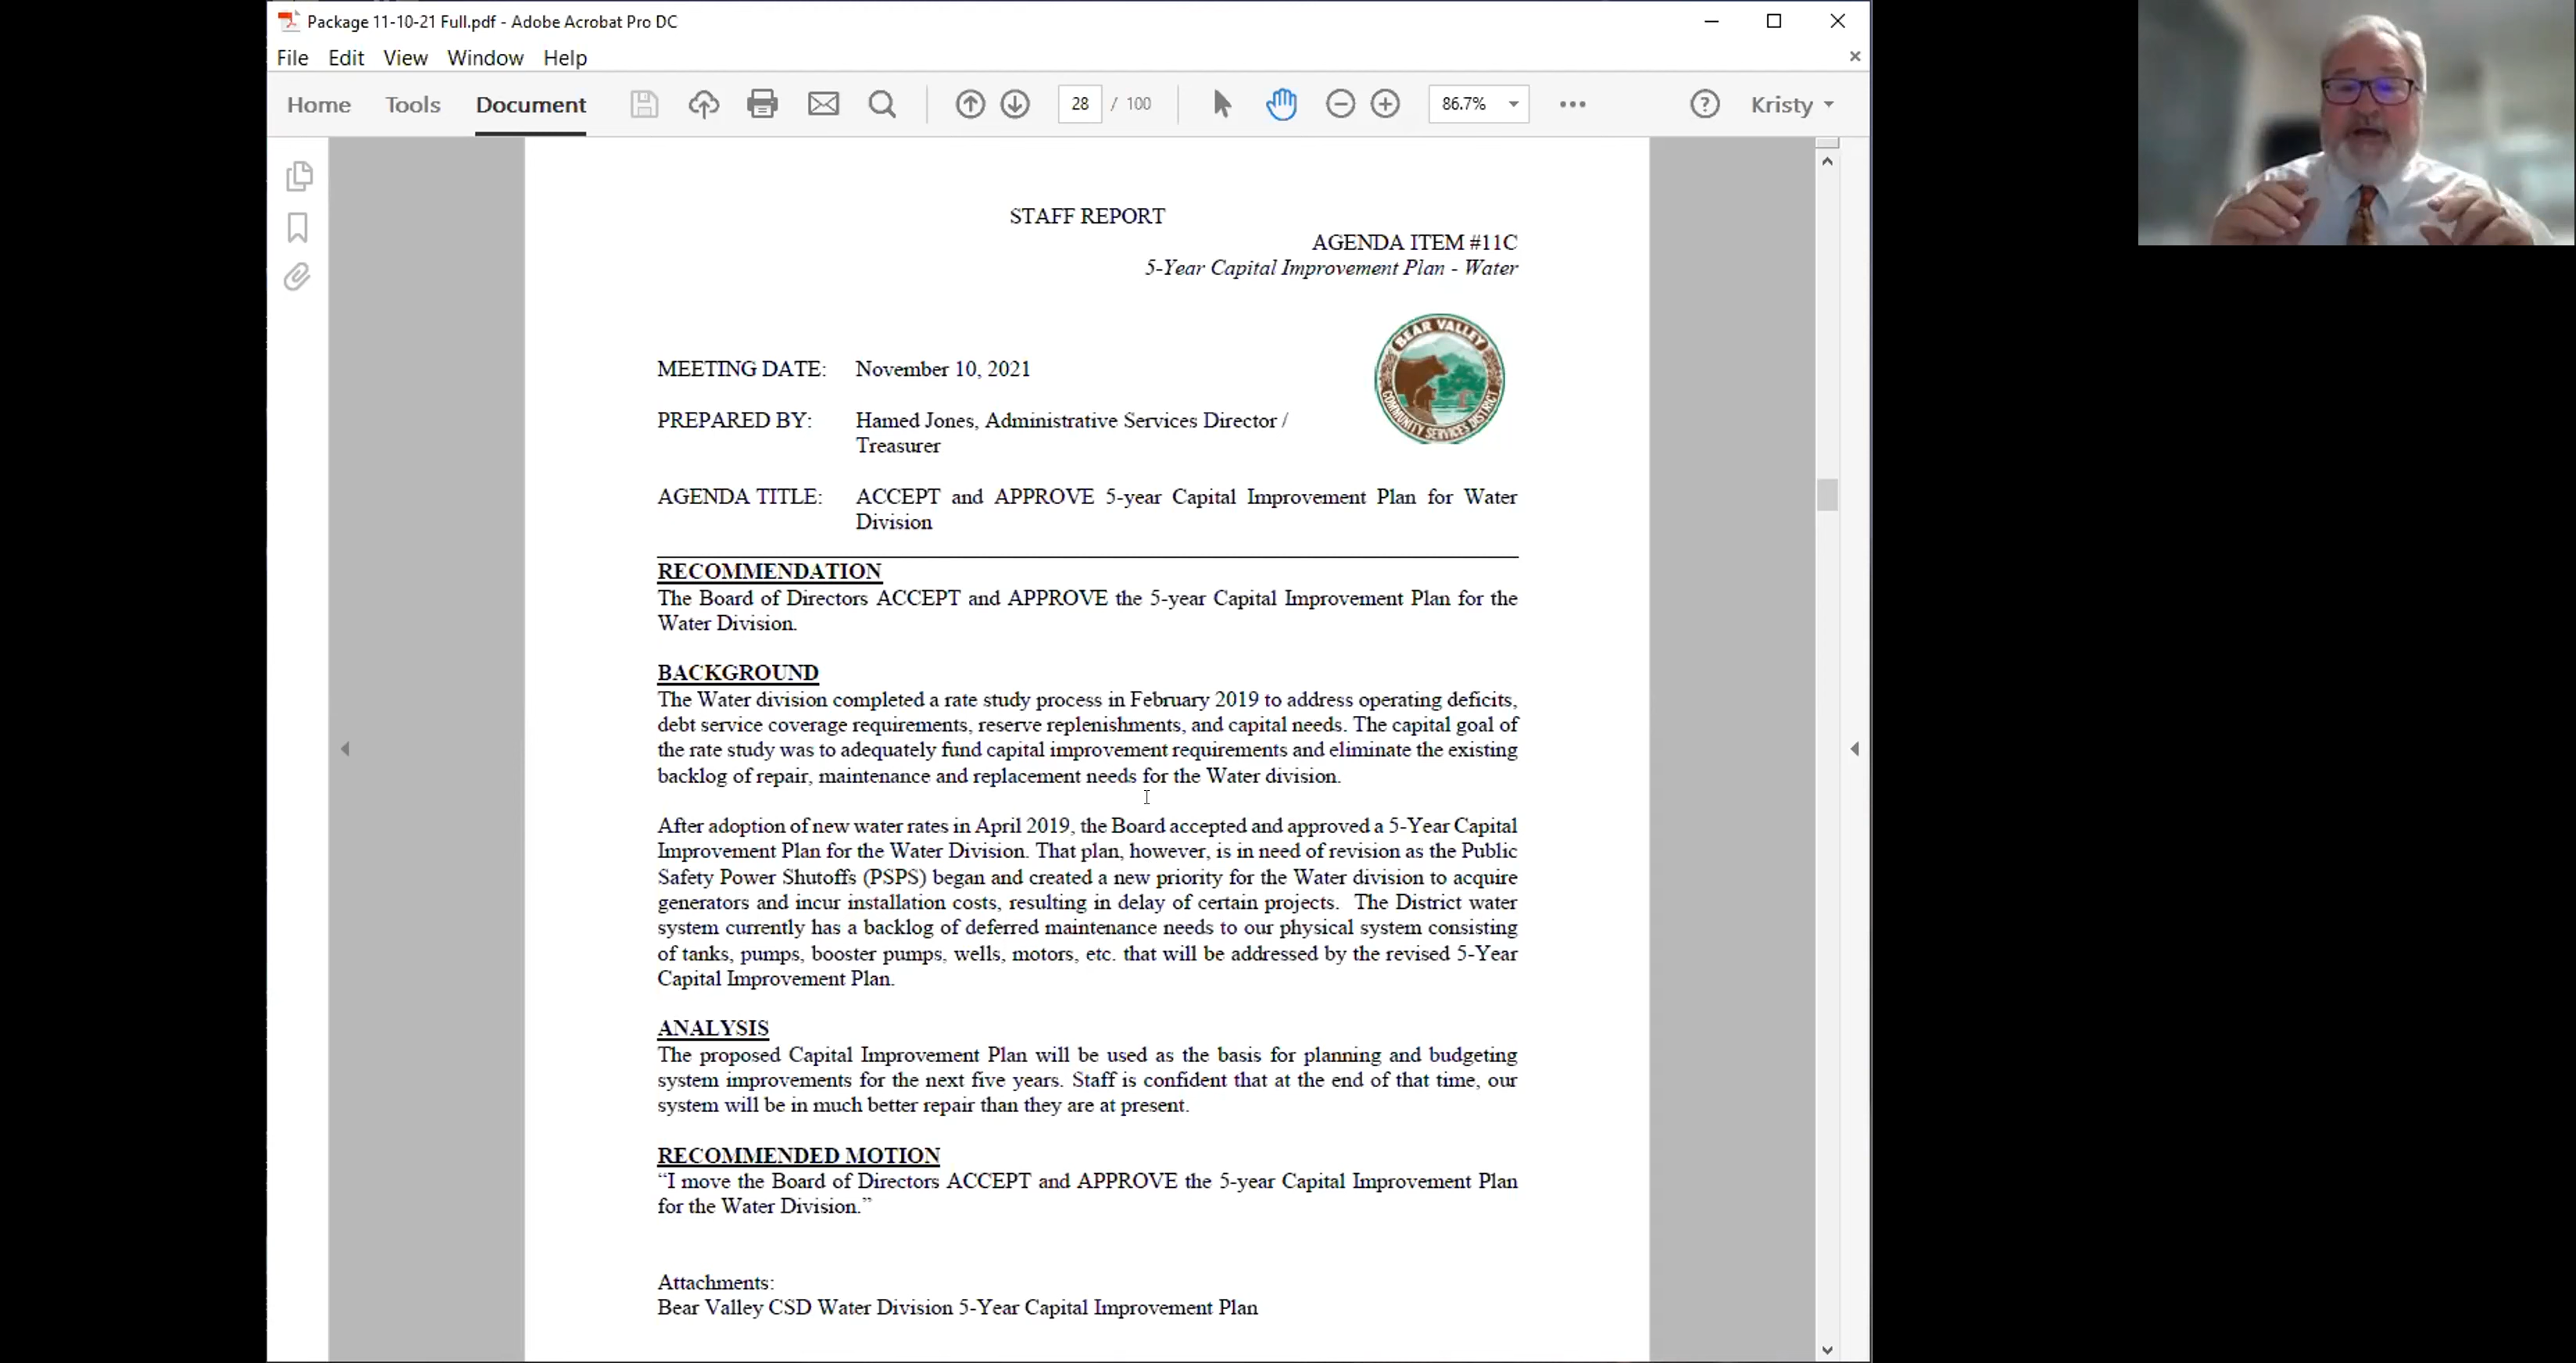 Package 11-10-21 Full.pdf - Adobe Acrobat Pro DC
File Edit View Window Help
Home Tools Document 28 / 100 86.7% Kristy
STAFF REPORT
AGENDA ITEM #11C
5-Year Capital Improvement Plan - Water
BEAR VALLEY
COMMUNITY SERVICES DISTRICT
MEETING DATE: November 10, 2021
PREPARED BY: Hamed Jones, Administrative Services Director /
Treasurer
AGENDA TITLE: ACCEPT and APPROVE 5-year Capital Improvement Plan for Water
Division
RECOMMENDATION
The Board of Directors ACCEPT and APPROVE the 5-year Capital Improvement Plan for the
Water Division.
BACKGROUND
The Water division completed a rate study process in February 2019 to address operating deficits,
debt service coverage requirements, reserve replenishments, and capital needs. The capital goal of
the rate study was to adequately fund capital improvement requirements and eliminate the existing
backlog of repair, maintenance and replacement needs for the Water division.
After adoption of new water rates in April 2019, the Board accepted and approved a 5-Year Capital
Improvement Plan for the Water Division. That plan, however, is in need of revision as the Public
Safety Power Shutoffs (PSPS) began and created a new priority for the Water division to acquire
generators and incur installation costs, resulting in delay of certain projects. The District water
system currently has a backlog of deferred maintenance needs to our physical system consisting
of tanks, pumps, booster pumps, wells, motors, etc. that will be addressed by the revised 5-Year
Capital Improvement Plan.
ANALYSIS
The proposed Capital Improvement Plan will be used as the basis for planning and budgeting
system improvements for the next five years. Staff is confident that at the end of that time, our
system will be in much better repair than they are at present.
RECOMMENDED MOTION
“I move the Board of Directors ACCEPT and APPROVE the 5-year Capital Improvement Plan
for the Water Division.”
Attachments:
Bear Valley CSD Water Division 5-Year Capital Improvement Plan